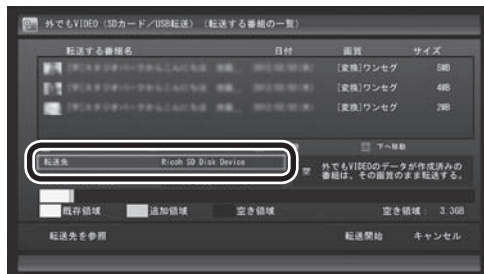 外でもVIDEO (SDカード/USB転送) (転送する番組の一覧)
転送する番組名 日付 画質 サイズ
[変換]ワンセグ 5MB
[変換]ワンセグ 4MB
[変換]ワンセグ 2MB
下へ移動
転送先 Ricoh SD Disk Device
外でもVIDEOのデータが作成済みの
番組は、その画質のまま転送する。
既存領域 追加領域 空き領域 空き領域: 3.3GB
転送先を参照 転送開始 キャンセル